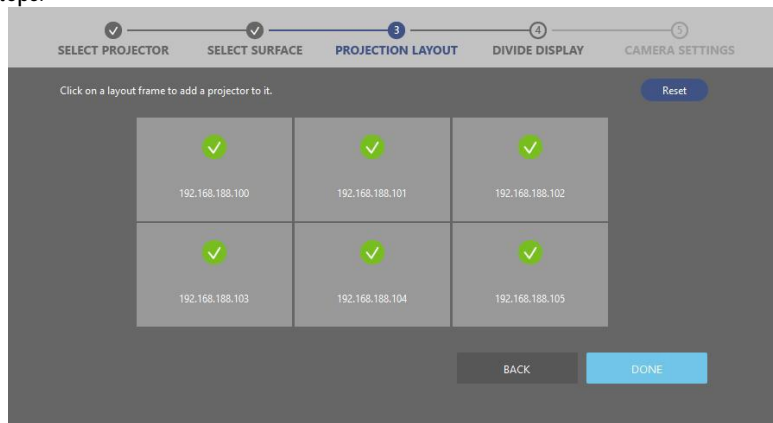 3 4 5
SELECT PROJECTOR SELECT SURFACE PROJECTION LAYOUT DIVIDE DISPLAY CAMERA SETTINGS
Click on a layout frame to add a projector to it. Reset
192.168.188.100 192.168.188.101 192.168.188.102
192.168.188.103 192.168.188.104 192.168.188.105
BACK DONE